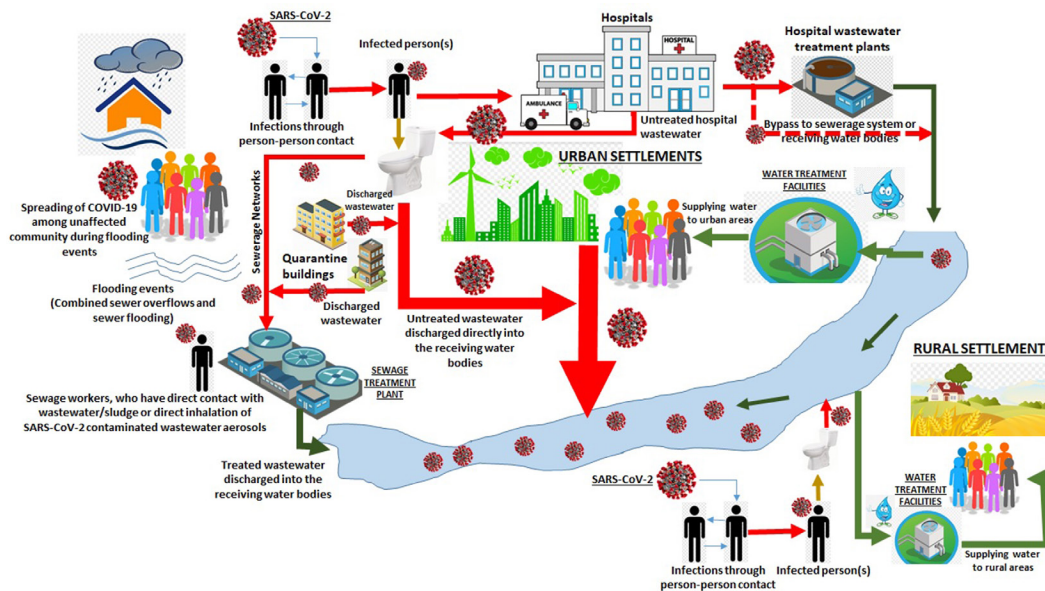 SARS-CoV-2
Infected person(s)
Infections through
person-person contact
Hospitals
HOSPITAL
AMBULANCE
Untreated hospital
wastewater
Hospital wastewater
treatment plants
Bypass to sewerage system or
receiving water bodies
Spreading of COVID-19
among unaffected
community during flooding
events
Flooding events
(Combined sewer overflows and
sewer flooding)
Sewerage Networks
Discharged
wastewater
Quarantine
buildings
Discharged
wastewater
URBAN SETTLEMENTS
Supplying water
to urban areas
WATER TREATMENT
FACILITIES
Untreated wastewater
discharged directly into
the receiving water
bodies
SEWAGE
TREATMENT
PLANT
Sewage workers, who have direct contact with
wastewater/sludge or direct inhalation of
SARS-CoV-2 contaminated wastewater aerosols
Treated wastewater
discharged into the
receiving water bodies
RURAL SETTLEMENT
SARS-CoV-2
Infections through
person-person contact
Infected person(s)
WATER
TREATMENT
FACILITIES
Supplying water
to rural areas